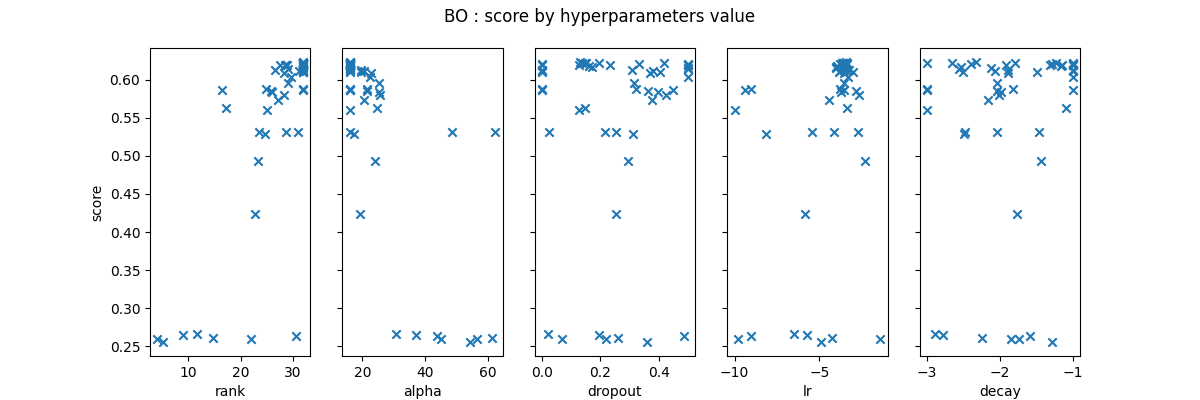 BO : score by hyperparameters value
score
0.60
0.55
0.50
0.45
0.40
0.35
0.30
0.25
10 20 30
20 40 60
0.0 0.2 0.4
−10 −5
−3 −2 −1
rank alpha dropout lr decay